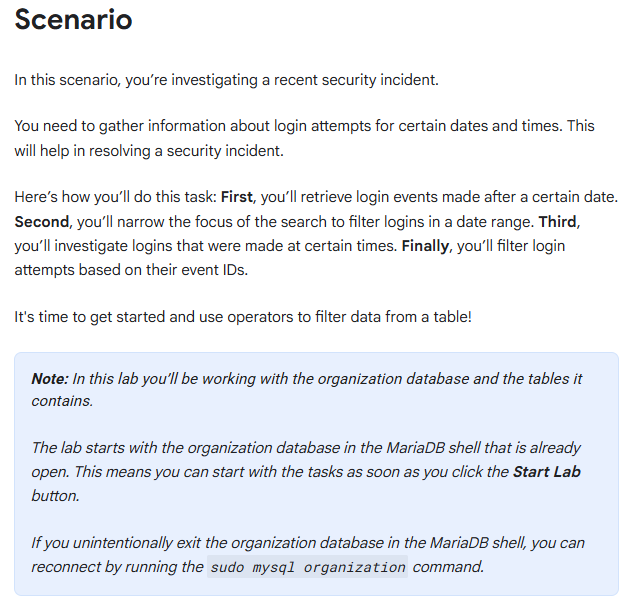 Scenario
In this scenario, you’re investigating a recent security incident.
You need to gather information about login attempts for certain dates and times. This
will help in resolving a security incident.
Here’s how you’ll do this task: First, you’ll retrieve login events made after a certain date.
Second, you’ll narrow the focus of the search to filter logins in a date range. Third,
you’ll investigate logins that were made at certain times. Finally, you’ll filter login
attempts based on their event IDs.
It's time to get started and use operators to filter data from a table!
Note: In this lab you’ll be working with the organization database and the tables it
contains.
The lab starts with the organization database in the MariaDB shell that is already
open. This means you can start with the tasks as soon as you click the Start Lab
button.
If you unintentionally exit the organization database in the MariaDB shell, you can
reconnect by running the sudo mysql organization command.